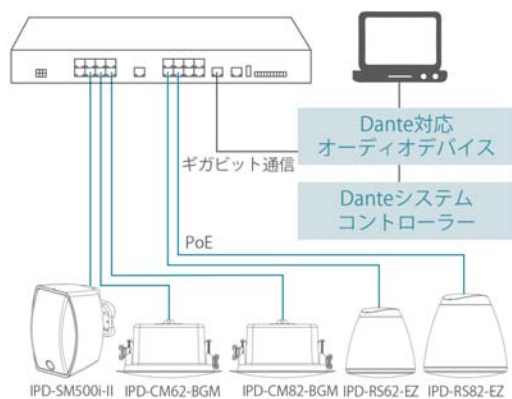 Dante対応
オーディオデバイス
ギガビット通信
Danteシステム
コントローラー
PoE
IPD-SM500i-II IPD-CM62-BGM IPD-CM82-BGM IPD-RS62-EZ IPD-RS82-EZ